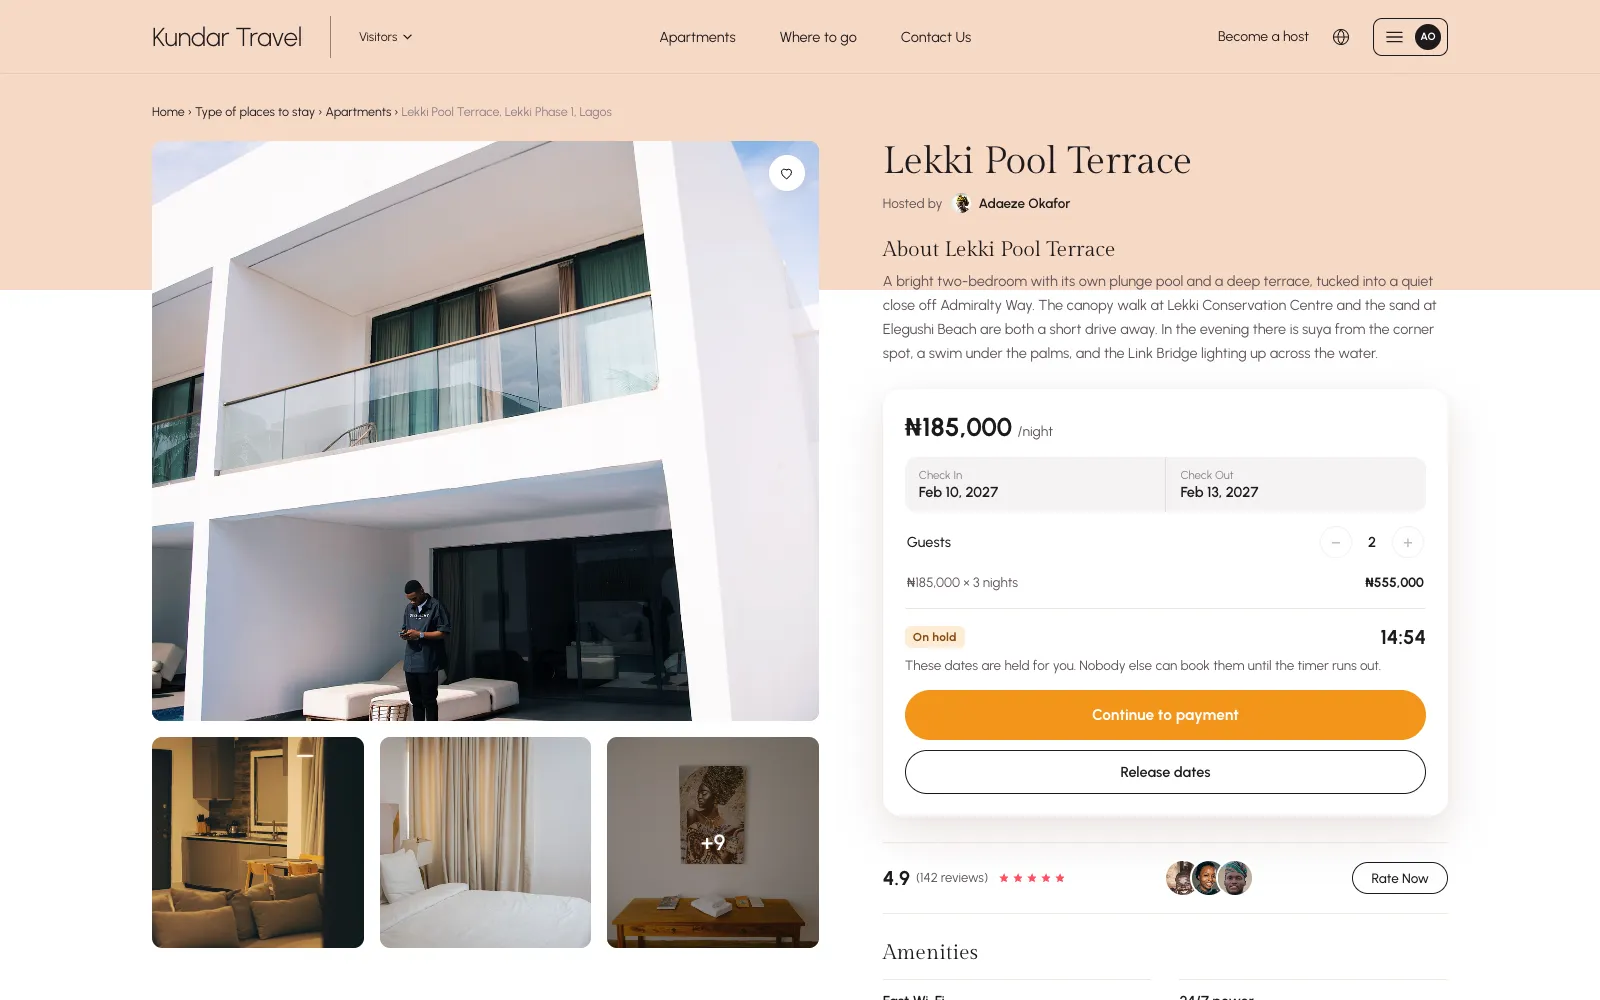 Kundar Travel
Visitors
Apartments
Where to go
Contact Us
Become a host
AO
Home › Type of places to stay › Apartments › Lekki Pool Terrace, Lekki Phase 1, Lagos
Lekki Pool Terrace
Hosted by Adaeze Okafor
About Lekki Pool Terrace
A bright two-bedroom with its own plunge pool and a deep terrace, tucked into a quiet
close off Admiralty Way. The canopy walk at Lekki Conservation Centre and the sand at
Elegushi Beach are both a short drive away. In the evening there is suya from the corner
spot, a swim under the palms, and the Link Bridge lighting up across the water.
₦185,000 /night
Check In
Feb 10, 2027
Check Out
Feb 13, 2027
Guests
− 2 +
₦185,000 × 3 nights
₦555,000
On hold
14:54
These dates are held for you. Nobody else can book them until the timer runs out.
Continue to payment
Release dates
+9
4.9 (142 reviews)
Rate Now
Amenities
Fast Wi-Fi
24/7 power